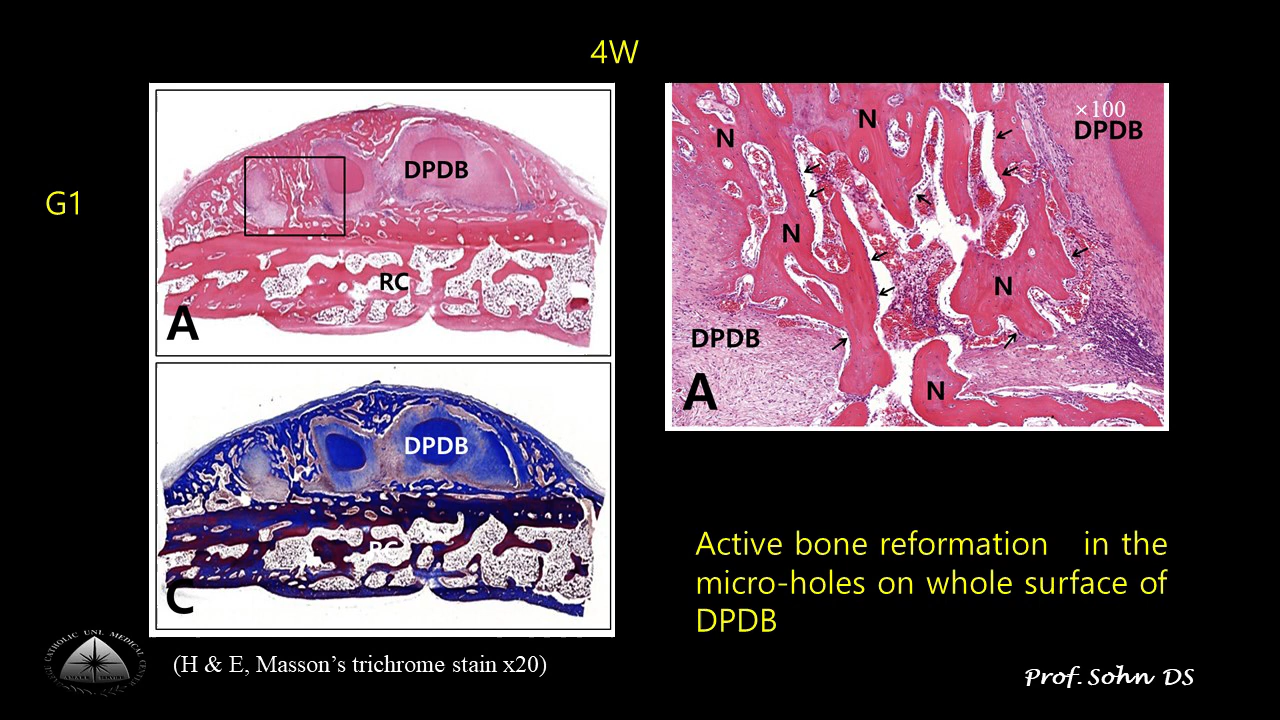 4W
G1
DPDB
RC
A
DPDB
RC
C
×100
DPDB
N
N
N
N
DPDB
A
N
Active bone reformation in the
micro-holes on whole surface of
DPDB
(H & E, Masson's trichrome stain x20)
Prof. Sohn DS